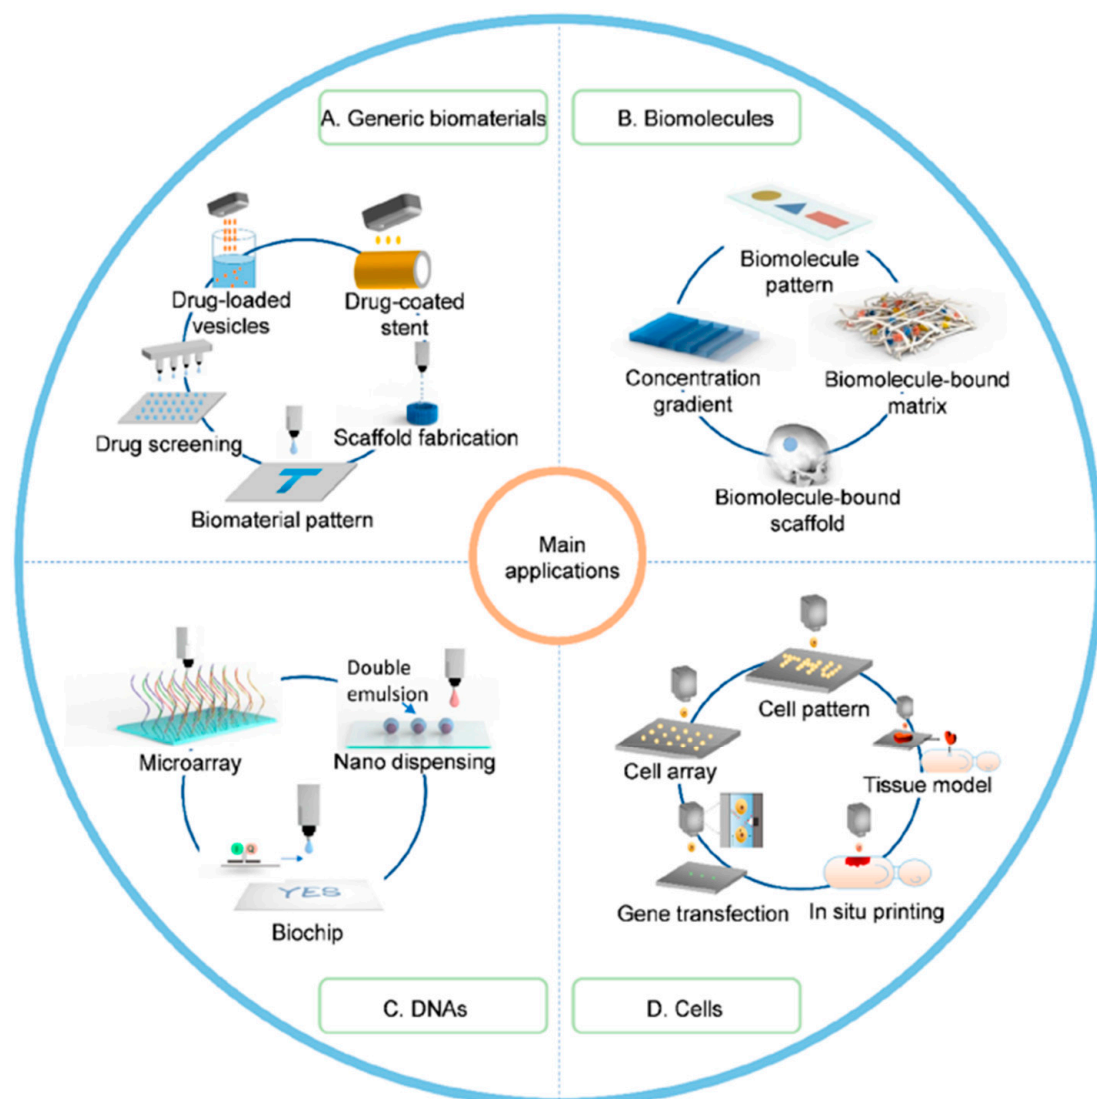 A. Generic biomaterials
Drug-loaded
vesicles
Drug-coated
stent
Drug screening
Scaffold fabrication
Biomaterial pattern
T
B. Biomolecules
Biomolecule
pattern
Concentration
gradient
Biomolecule-bound
matrix
Biomolecule-bound
scaffold
Main
applications
Microarray
Double
emulsion
Nano dispensing
YES
Biochip
C. DNAs
THU
Cell pattern
Cell array
Tissue model
Gene transfection
In situ printing
D. Cells